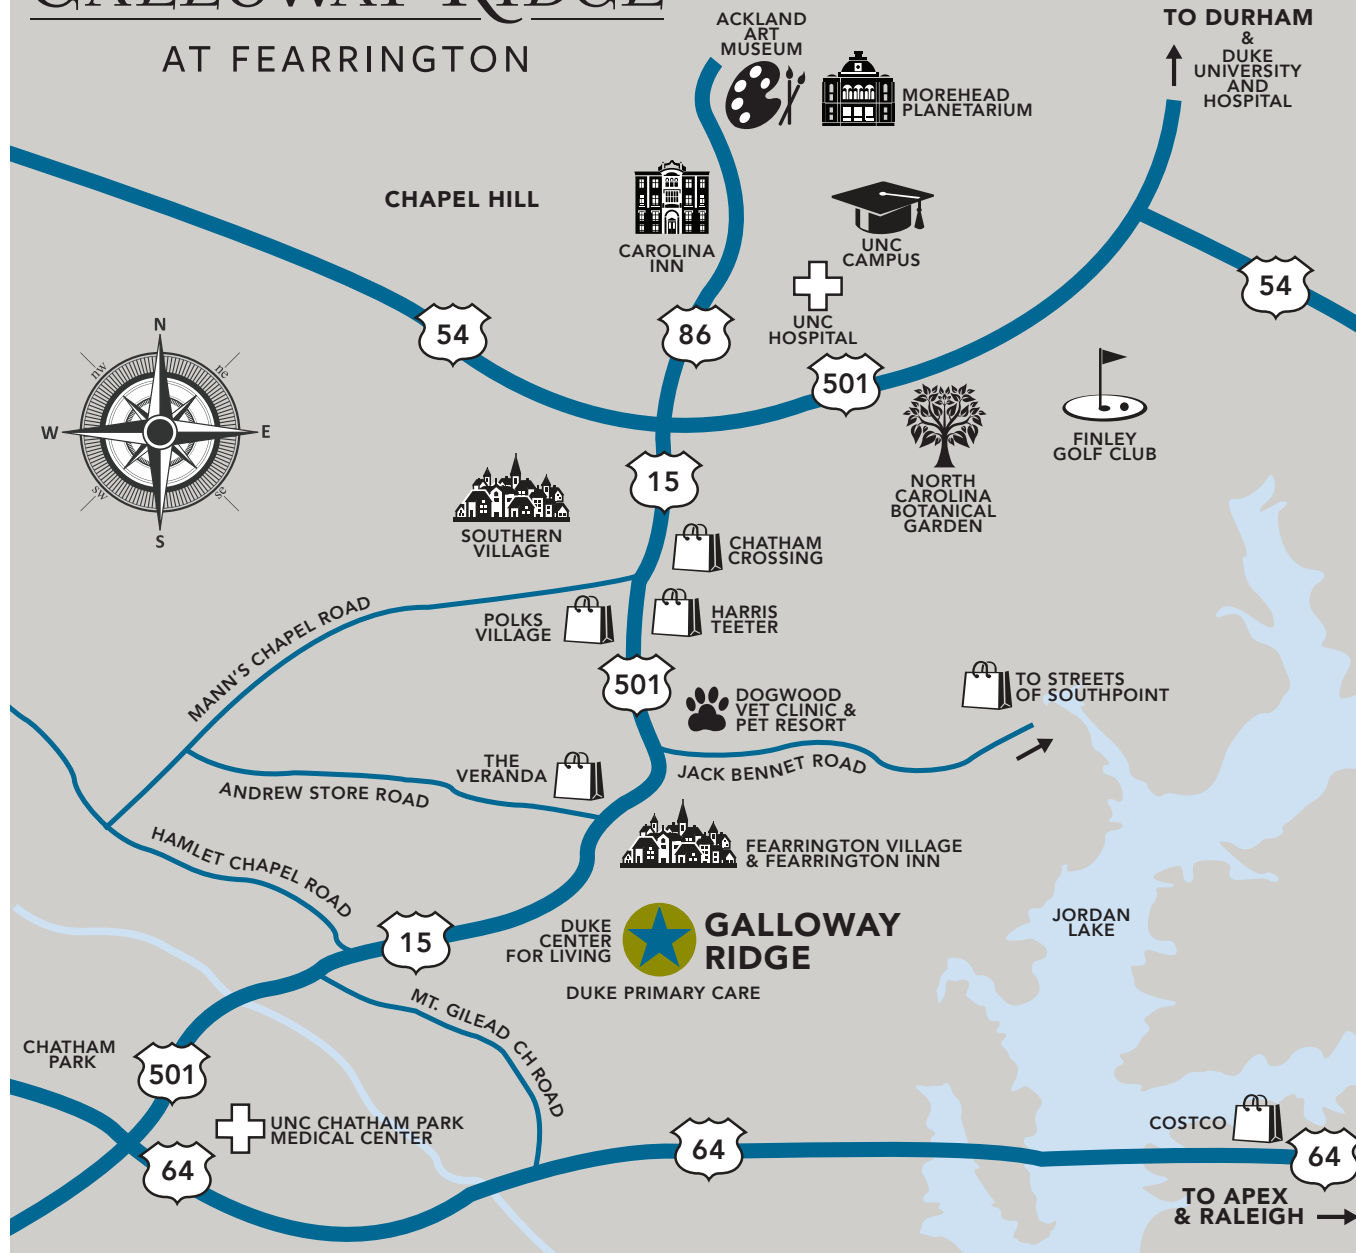 GALLOWAY RIDGE
AT FEARRINGTON
ACKLAND
ART
MUSEUM
MOREHEAD
PLANETARIUM
TO DURHAM
&
DUKE
UNIVERSITY
AND
HOSPITAL
CHAPEL HILL
CAROLINA
INN
UNC
CAMPUS
UNC
HOSPITAL
54
54
86
501
N
nw
ne
W
E
sw
se
S
FINLEY
GOLF CLUB
NORTH
CAROLINA
BOTANICAL
GARDEN
15
SOUTHERN
VILLAGE
CHATHAM
CROSSING
MANN'S CHAPEL ROAD
POLKS
VILLAGE
HARRIS
TEETER
501
DOGWOOD
VET CLINIC &
PET RESORT
TO STREETS
OF SOUTHPOINT
JACK BENNET ROAD
THE
VERANDA
ANDREW STORE ROAD
HAMLET CHAPEL ROAD
FEARRINGTON VILLAGE
& FEARRINGTON INN
15
DUKE
CENTER
FOR LIVING
GALLOWAY
RIDGE
DUKE PRIMARY CARE
JORDAN
LAKE
MT. GILEAD CH ROAD
CHATHAM
PARK
501
UNC CHATHAM PARK
MEDICAL CENTER
64
64
COSTCO
64
TO APEX
& RALEIGH